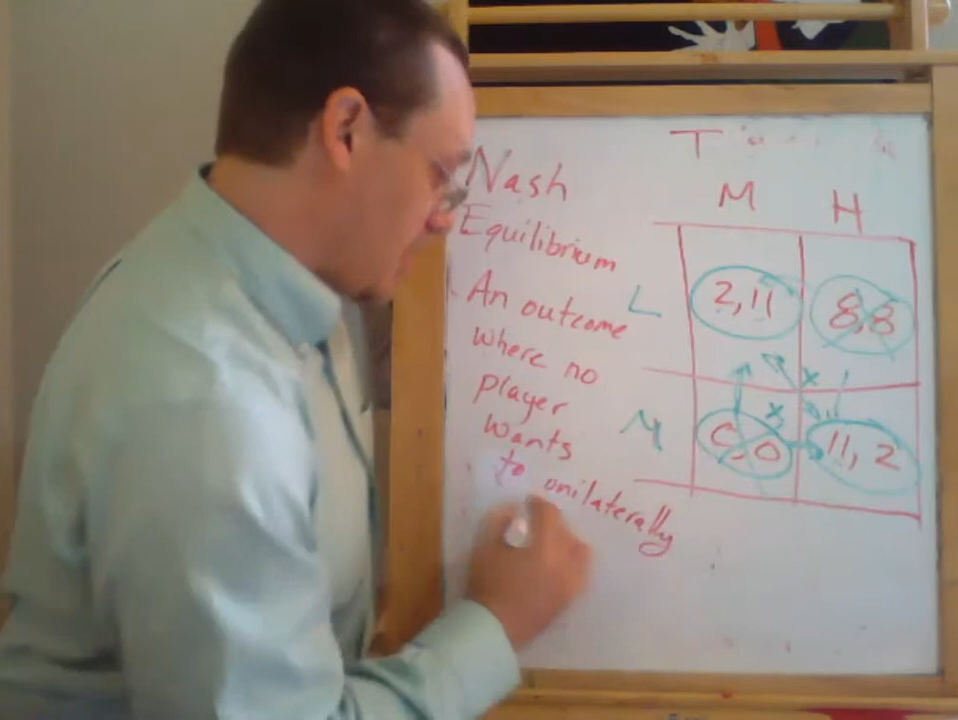 Nash
Equilibrium
An outcome
where no
player
wants
to unilaterally
M H
L 2,11 8,8
M 0,0 11,2